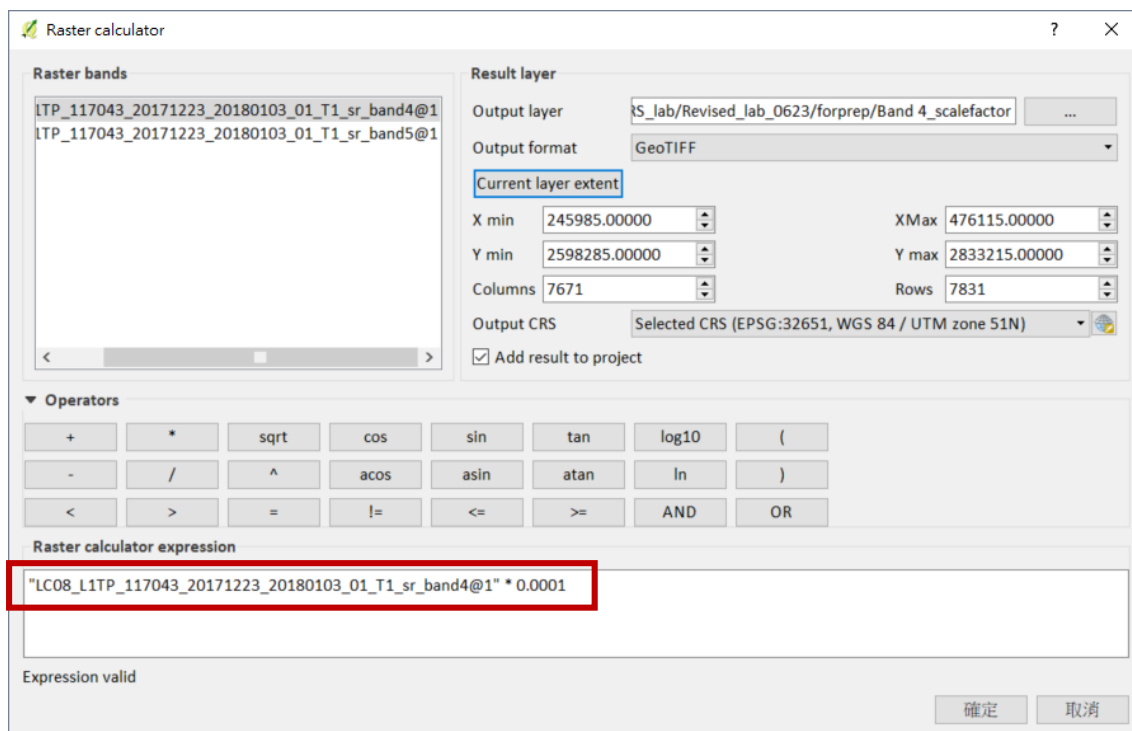 Raster calculator
? ×
Raster bands
LTP_117043_20171223_20180103_01_T1_sr_band4@1
LTP_117043_20171223_20180103_01_T1_sr_band5@1
Result layer
Output layer RS_lab/Revised_lab_0623/forprep/Band 4_scalefactor ...
Output format GeoTIFF
Current layer extent
X min 245985.00000 XMax 476115.00000
Y min 2598285.00000 Y max 2833215.00000
Columns 7671 Rows 7831
Output CRS Selected CRS (EPSG:32651, WGS 84 / UTM zone 51N)
Add result to project
Operators
+ * sqrt cos sin tan log10 (
- / ^ acos asin atan ln )
< > = != <= >= AND OR
Raster calculator expression
"LC08_L1TP_117043_20171223_20180103_01_T1_sr_band4@1" * 0.0001
Expression valid
確定 取消